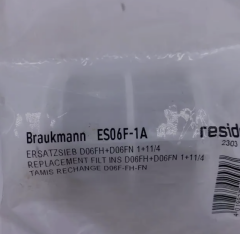 Braukmann ES06F-1A
resid
2303
ERSATZSIEB D06FH+D06FN 1+11/4
REPLACEMENT FILT INS D06FH+D06FN 1+11/4
TAMIS RECHANGE D06F-FH-FN